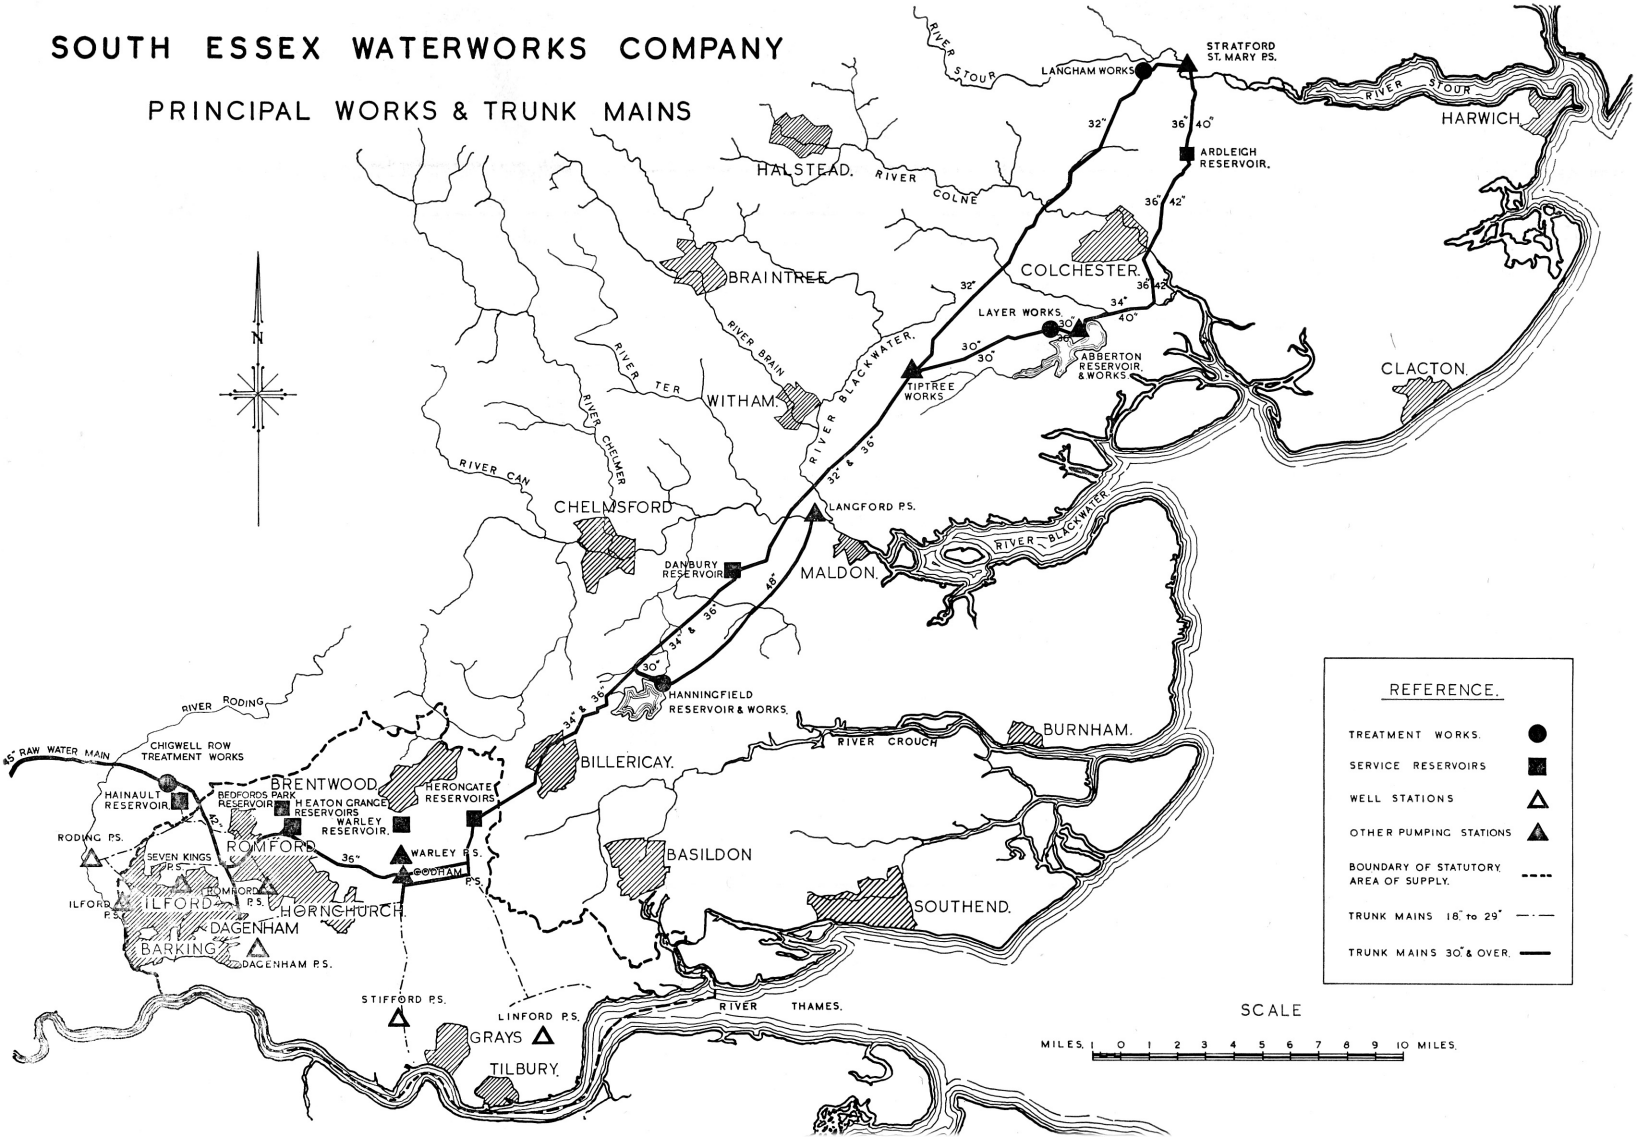 SOUTH ESSEX WATERWORKS COMPANY
PRINCIPAL WORKS & TRUNK MAINS
RIVER STOUR
LANGHAM WORKS
STRATFORD
ST. MARY P.S.
RIVER STOUR
HARWICH
32"
36" 40"
ARDLEIGH
RESERVOIR.
HALSTEAD.
RIVER COLNE
36" 42"
COLCHESTER.
BRAINTREE
N
32"
36" 42"
34"
40"
LAYER WORKS.
30"
30"
30"
ABBERTON
RESERVOIR,
& WORKS.
RIVER BRAIN
RIVER BLACKWATER.
RIVER TER
TIPTREE
WORKS
CLACTON.
WITHAM.
RIVER BLACKWATER.
RIVER CHELMER
RIVER CAN
32" & 36"
CHELMSFORD
LANGFORD P.S.
RIVER BLACKWATER
DANBURY
RESERVOIR
MALDON.
48"
34" & 36"
30"
HANNINGFIELD
RESERVOIR & WORKS.
34" & 36"
RIVER RODING
45" RAW WATER MAIN
CHIGWELL ROW
TREATMENT WORKS
RIVER CROUCH
BURNHAM.
BILLERICAY.
BRENTWOOD
HERONGATE
RESERVOIRS
HAINAULT
RESERVOIR
BEDFORDS PARK
RESERVOIR
HEATON GRANGE
RESERVOIRS
WARLEY
RESERVOIR.
42"
RODING P.S.
ROMFORD
36"
WARLEY P.S.
SEVEN KINGS
P.S.
GODHAM
P.S.
BASILDON
ROMFORD
P.S.
ILFORD
P.S.
ILFORD
HORNCHURCH.
SOUTHEND.
DAGENHAM
BARKING
DAGENHAM P.S.
STIFFORD P.S.
LINFORD P.S.
RIVER THAMES.
GRAYS
TILBURY.
REFERENCE.
TREATMENT WORKS.
SERVICE RESERVOIRS
WELL STATIONS
OTHER PUMPING STATIONS
BOUNDARY OF STATUTORY
AREA OF SUPPLY.
TRUNK MAINS 18" to 29"
TRUNK MAINS 30" & OVER.
SCALE
MILES. 1 0 1 2 3 4 5 6 7 8 9 10 MILES.